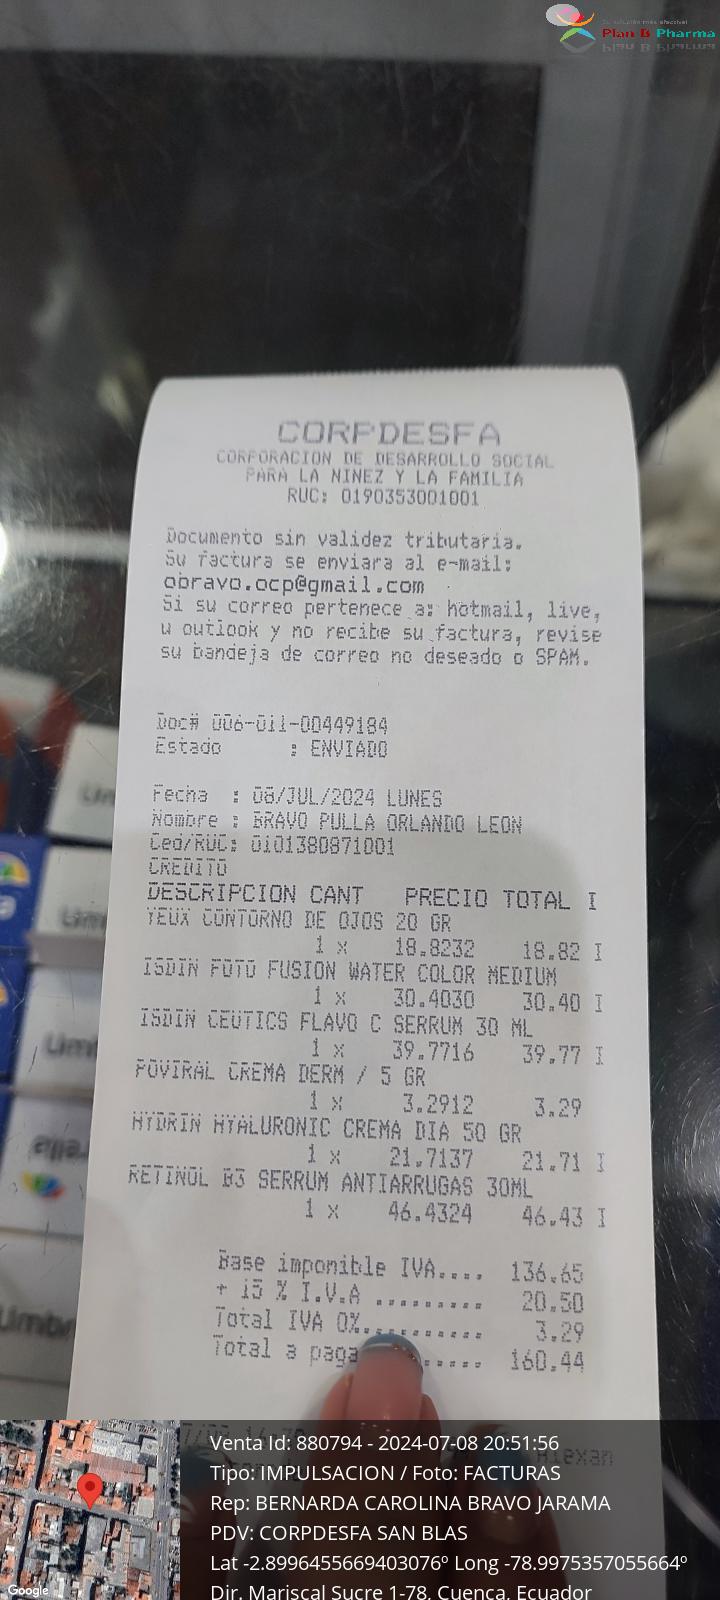 Plan B Pharma
CORPDESFA
CORPORACION DE DESARROLLO SOCIAL
PARA LA NINEZ Y LA FAMILIA
RUC: 0190353001001
Documento sin validez tributaria.
Su factura se enviara al e-mail:
obravo.ocp@gmail.com
Si su correo pertenece a: hotmail, live,
u outlook y no recibe su factura, revise
su bandeja de correo no deseado o SPAM.
Doc# 006-011-00449184
Estado : ENVIADO
Fecha : 08/JUL/2024 LUNES
Nombre : BRAVO PULLA ORLANDO LEON
Ced/RUC: 0101380871001
CREDITO
DESCRIPCION CANT PRECIO TOTAL I
YEUX CONTORNO DE OJOS 20 GR
1 x 18.8232 18.82 I
ISDIN FOTO FUSION WATER COLOR MEDIUM
1 x 30.4030 30.40 I
ISDIN CEUTICS FLAVO C SERRUM 30 ML
1 x 39.7716 39.77 I
POVIRAL CREMA DERM / 5 GR
1 x 3.2912 3.29
HYDRIN HYALURONIC CREMA DIA 50 GR
1 x 21.7137 21.71 I
RETINOL B3 SERRUM ANTIARRUGAS 30ML
1 x 46.4324 46.43 I
Base imponible IVA.... 136.65
+ 15 % I.V.A ......... 20.50
Total IVA 0%.......... 3.29
Total a paga ..... 160.44
Limb
Venta Id: 880794 - 2024-07-08 20:51:56
Tipo: IMPULSACION / Foto: FACTURAS
Rep: BERNARDA CAROLINA BRAVO JARAMA
PDV: CORPDESFA SAN BLAS
Lat -2.8996455669403076º Long -78.9975357055664º
Dir. Mariscal Sucre 1-78, Cuenca, Ecuador
Google